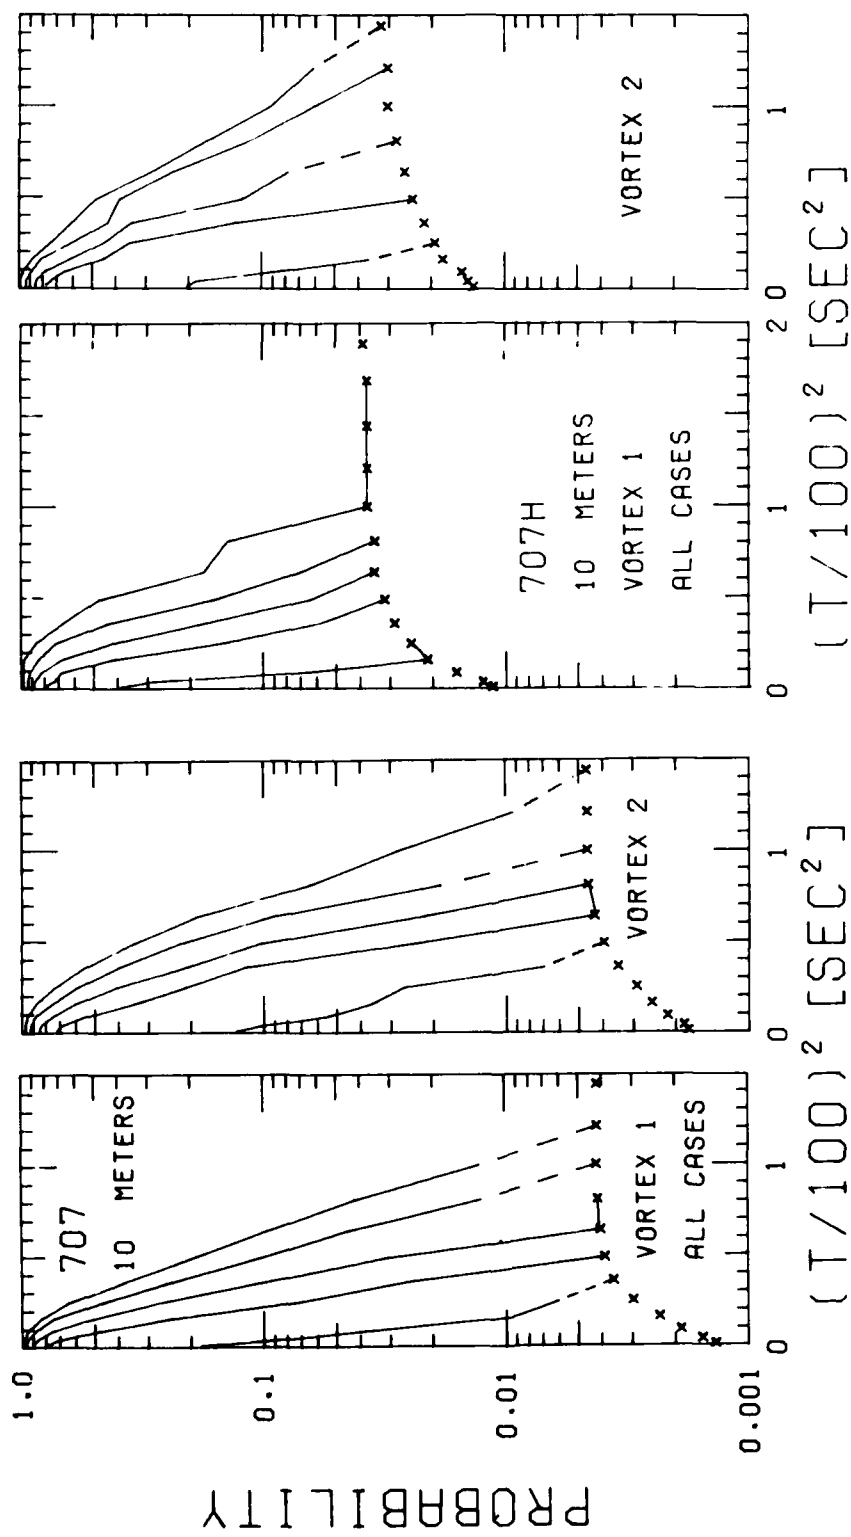 PROBABILITY
1.0
0.1
0.01
0.001
707
10 METERS
VORTEX 1
ALL CASES
0
1
VORTEX 2
0
1
(T/100)² [SEC²]
707H
10 METERS
VORTEX 1
ALL CASES
0
1
2
VORTEX 2
0
1
(T/100)² [SEC²]